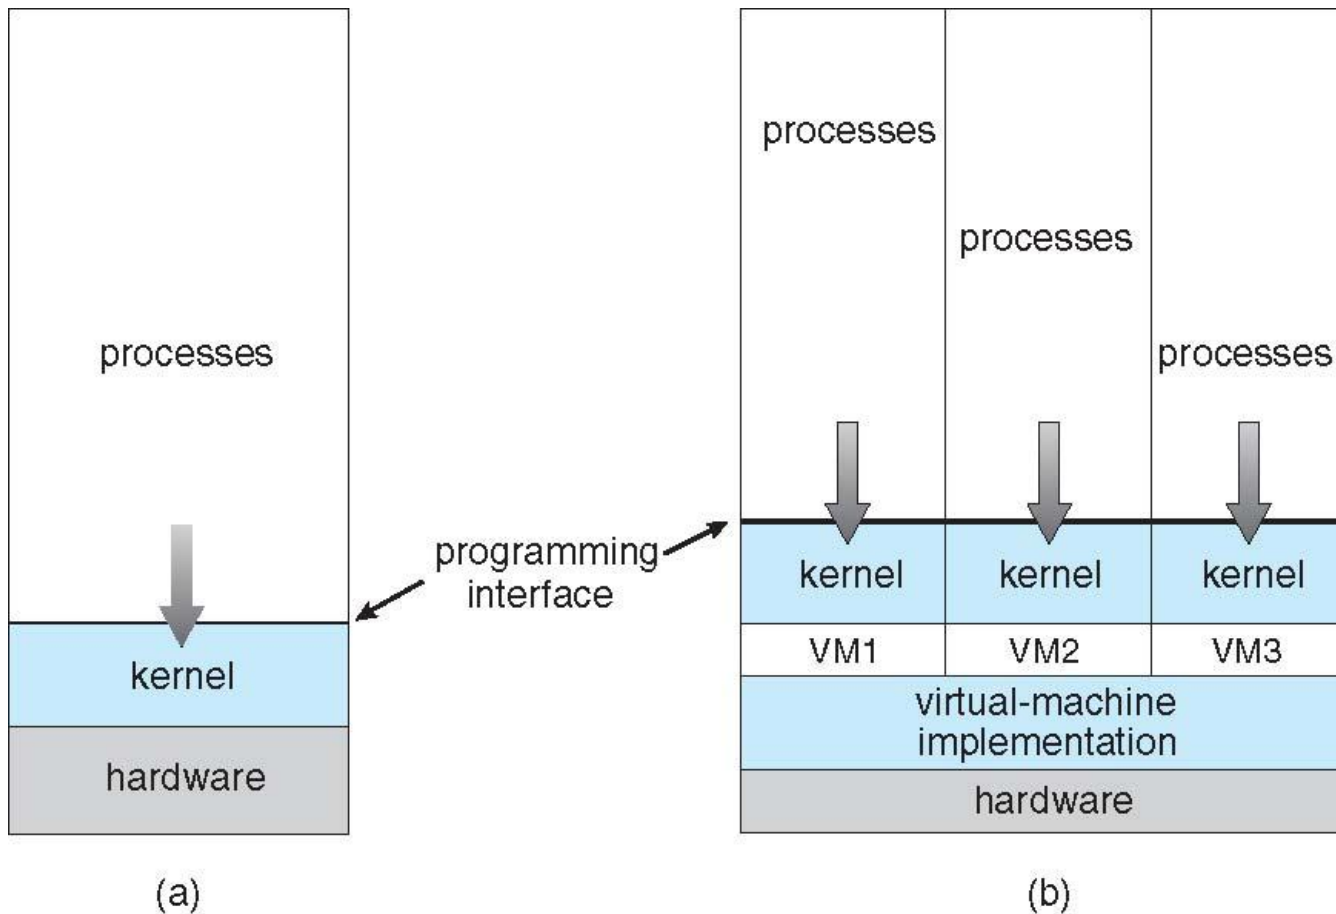 processes
kernel
hardware
(a)
programming
interface
processes
processes
processes
kernel kernel kernel
VM1 VM2 VM3
virtual-machine
implementation
hardware
(b)